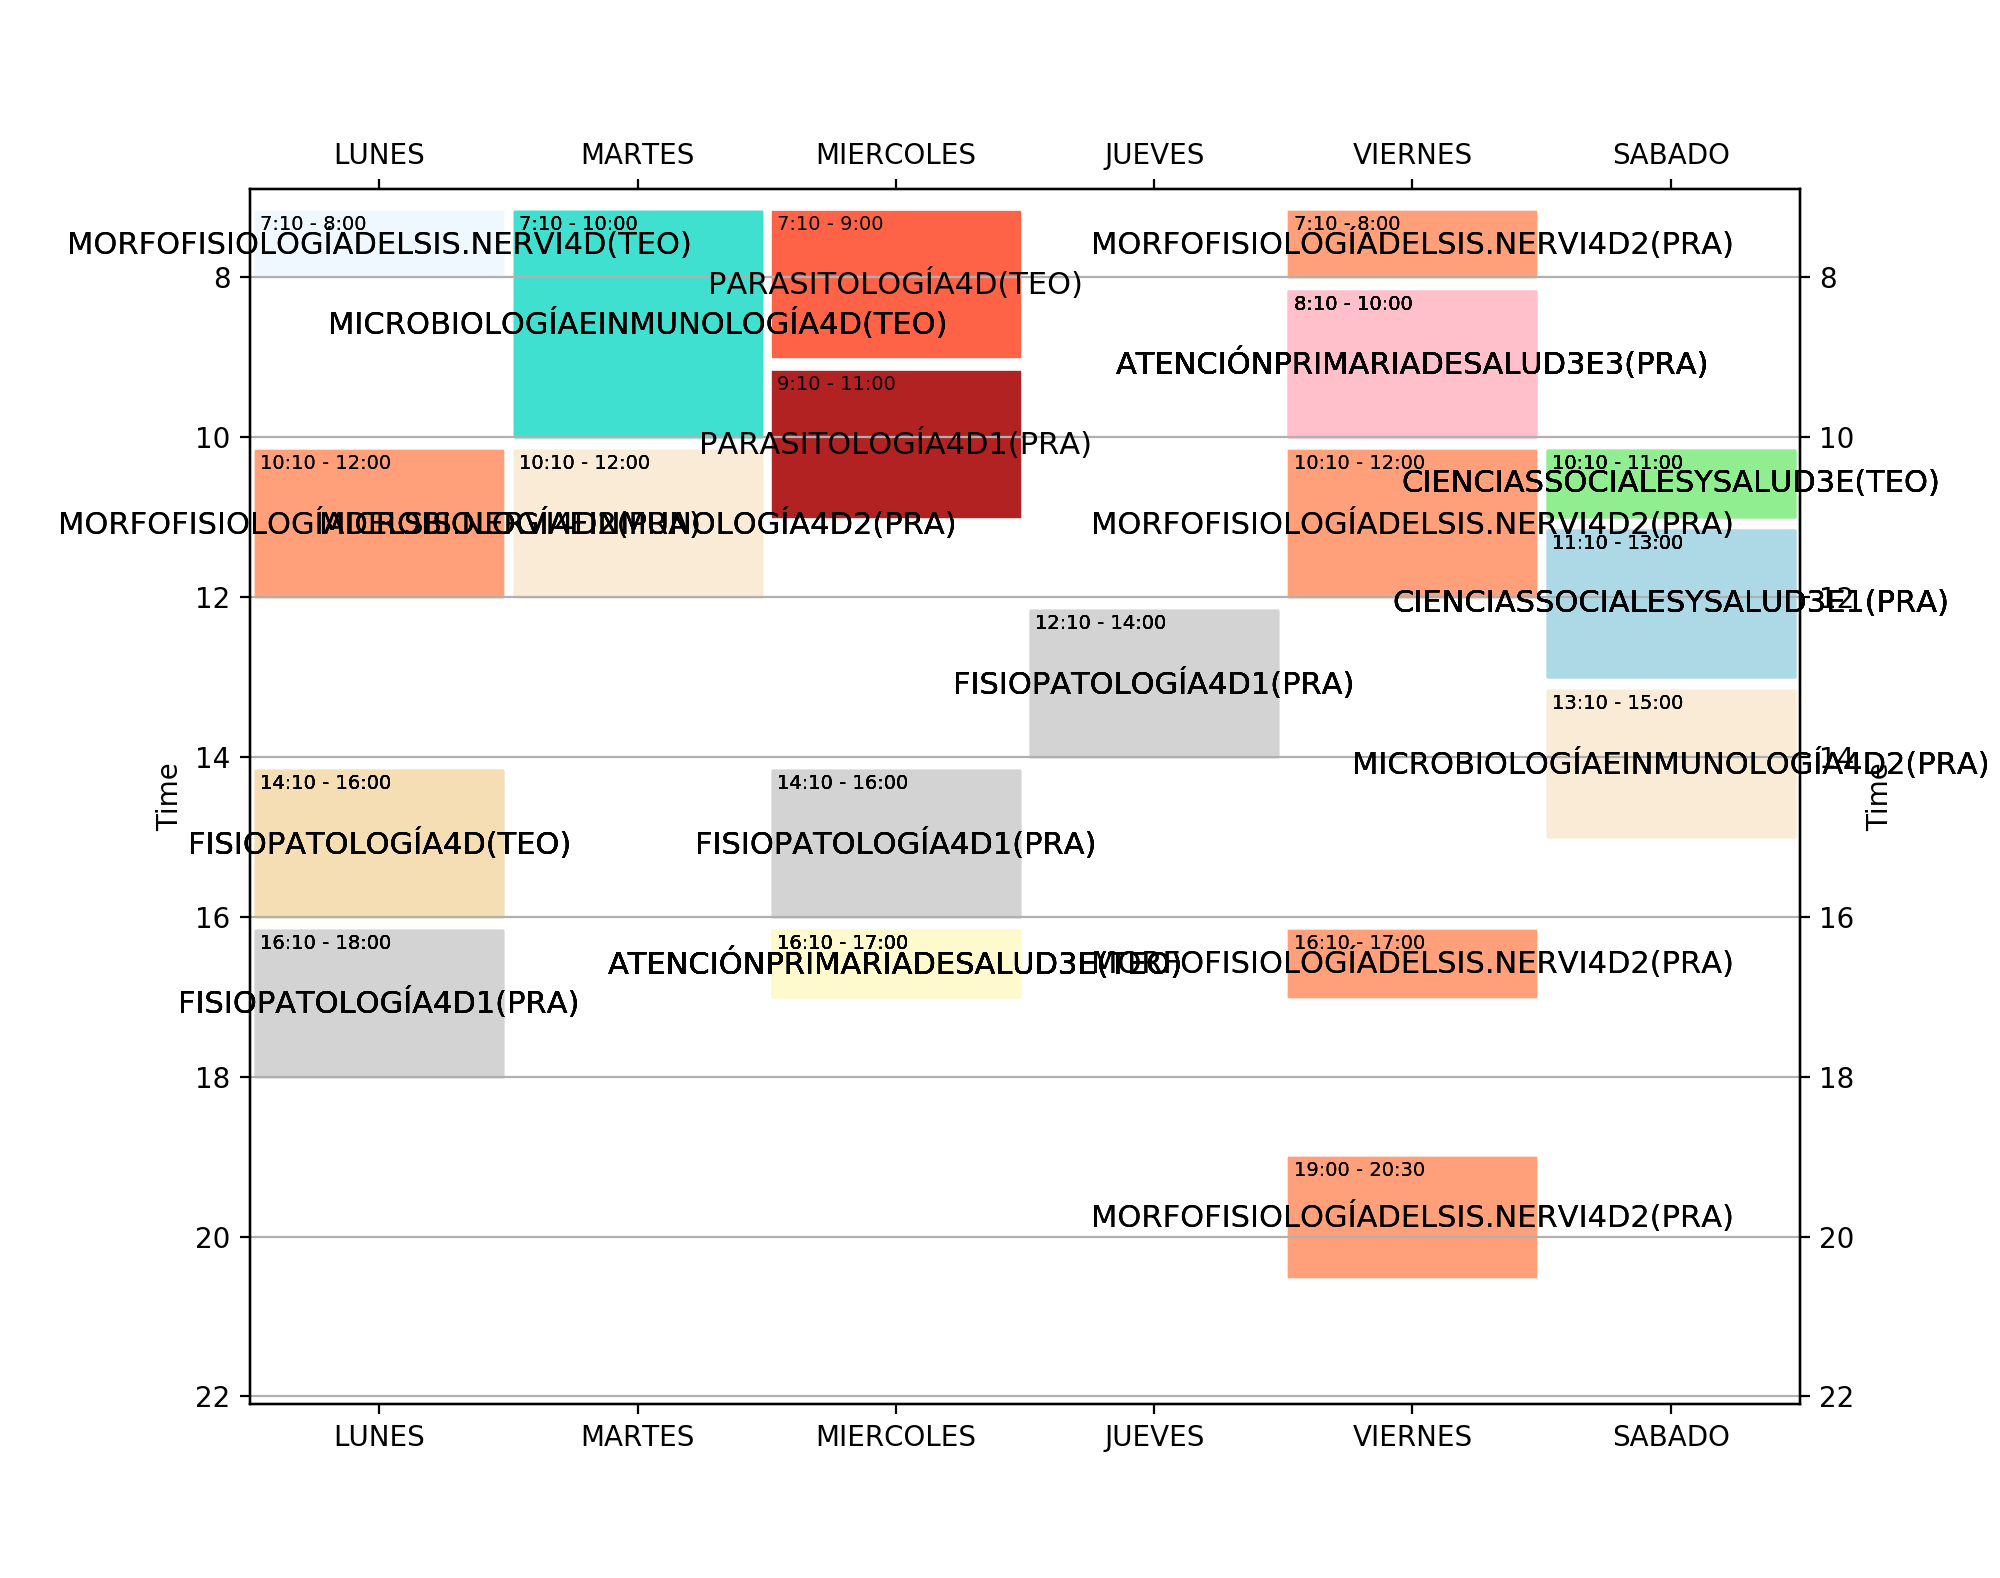 LUNES MARTES MIERCOLES JUEVES VIERNES SABADO
7:10 - 8:00 7:10 - 10:00 7:10 - 9:00 7:10 - 8:00
MORFOFISIOLOGÍADELSIS.NERVI4D(TEO) MORFOFISIOLOGÍADELSIS.NERVI4D2(PRA)
8 8
PARASITOLOGÍA4D(TEO)
8:10 - 10:00
MICROBIOLOGÍAEINMUNOLOGÍA4D(TEO)
ATENCIÓNPRIMARIADESALUD3E3(PRA)
9:10 - 11:00
10 10
PARASITOLOGÍA4D1(PRA)
10:10 - 12:00 10:10 - 12:00 10:10 - 12:00 10:10 - 11:00
CIENCIASSOCIALESYSALUD3E(TEO)
MORFOFISIOLOGÍADELSIS.NERVI4D2(PRA) MICROBIOLOGÍAEINMUNOLOGÍA4D2(PRA) MORFOFISIOLOGÍADELSIS.NERVI4D2(PRA)
11:10 - 13:00
12 12
CIENCIASSOCIALESYSALUD3E1(PRA)
12:10 - 14:00
FISIOPATOLOGÍA4D1(PRA)
13:10 - 15:00
14 14
MICROBIOLOGÍAEINMUNOLOGÍA4D2(PRA)
14:10 - 16:00 14:10 - 16:00
Time Time
FISIOPATOLOGÍA4D(TEO) FISIOPATOLOGÍA4D1(PRA)
16 16
16:10 - 18:00 16:10 - 17:00 16:10 - 17:00
ATENCIÓNPRIMARIADESALUD3E(TEO) MORFOFISIOLOGÍADELSIS.NERVI4D2(PRA)
FISIOPATOLOGÍA4D1(PRA)
18 18
19:00 - 20:30
MORFOFISIOLOGÍADELSIS.NERVI4D2(PRA)
20 20
22 22
LUNES MARTES MIERCOLES JUEVES VIERNES SABADO